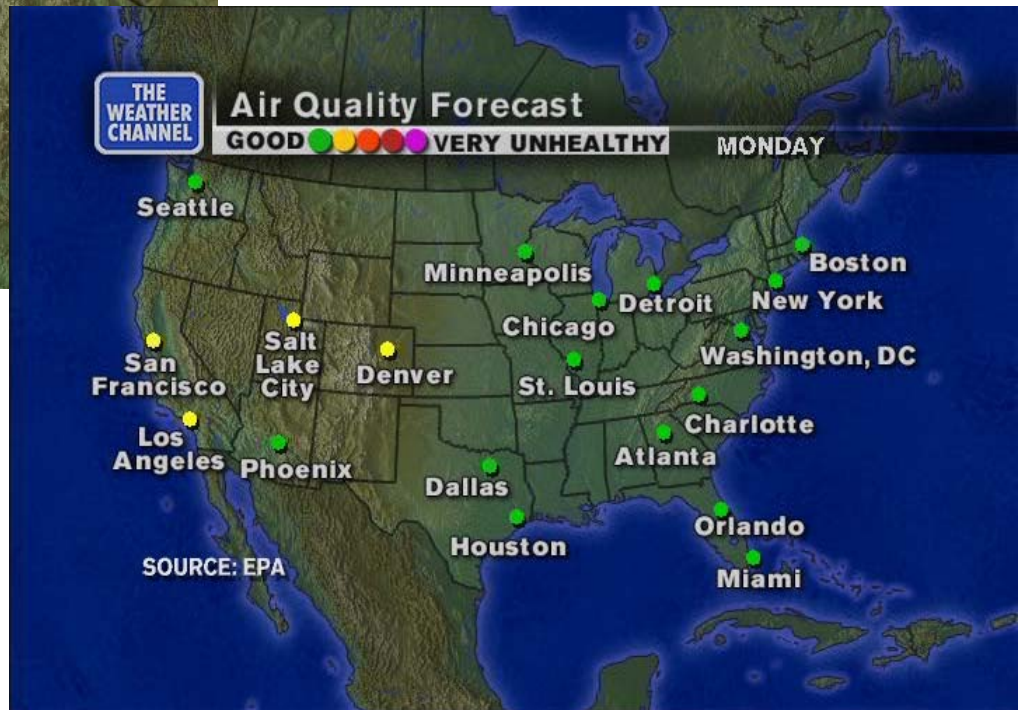 THE
WEATHER
CHANNEL
Air Quality Forecast
GOOD VERY UNHEALTHY
MONDAY
Seattle
Minneapolis
Boston
Detroit
New York
Chicago
Salt
Lake
City
San
Francisco
Denver
St. Louis
Washington, DC
Charlotte
Los
Angeles
Phoenix
Atlanta
Dallas
Houston
Orlando
Miami
SOURCE: EPA